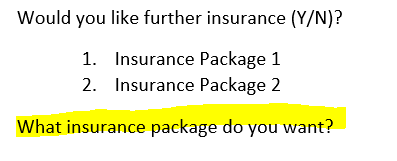 Would you like further insurance (Y/N)?
1. Insurance Package 1
2. Insurance Package 2
What insurance package do you want?